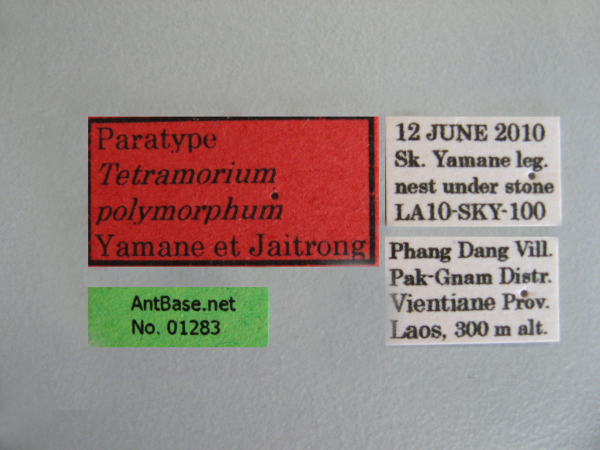 Paratype
Tetramorium
polymorphum
Yamane et Jaitrong
12 JUNE 2010
Sk. Yamane leg.
nest under stone
LA10-SKY-100
Phang Dang Vill.
Pak-Gnam Distr.
Vientiane Prov.
Laos, 300 m alt.
AntBase.net
No. 01283